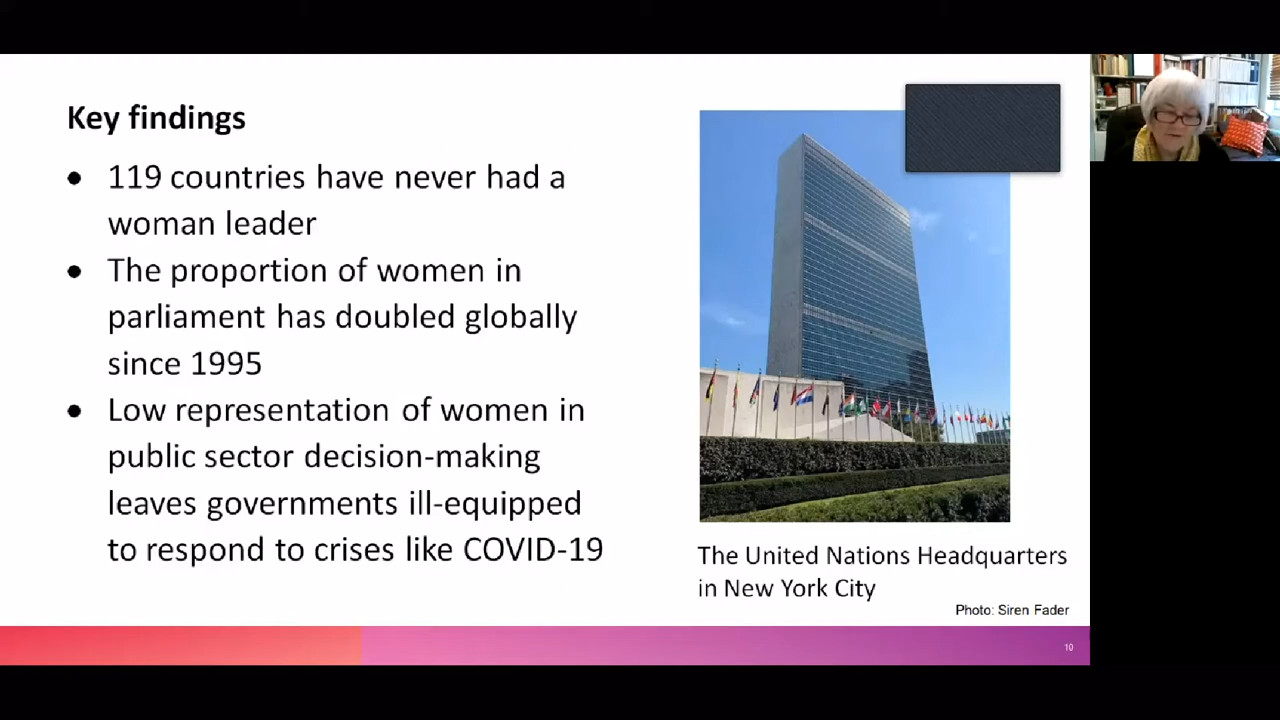 Key findings
• 119 countries have never had a
woman leader
• The proportion of women in
parliament has doubled globally
since 1995
• Low representation of women in
public sector decision-making
leaves governments ill-equipped
to respond to crises like COVID-19
The United Nations Headquarters
in New York City
Photo: Siren Fader
10